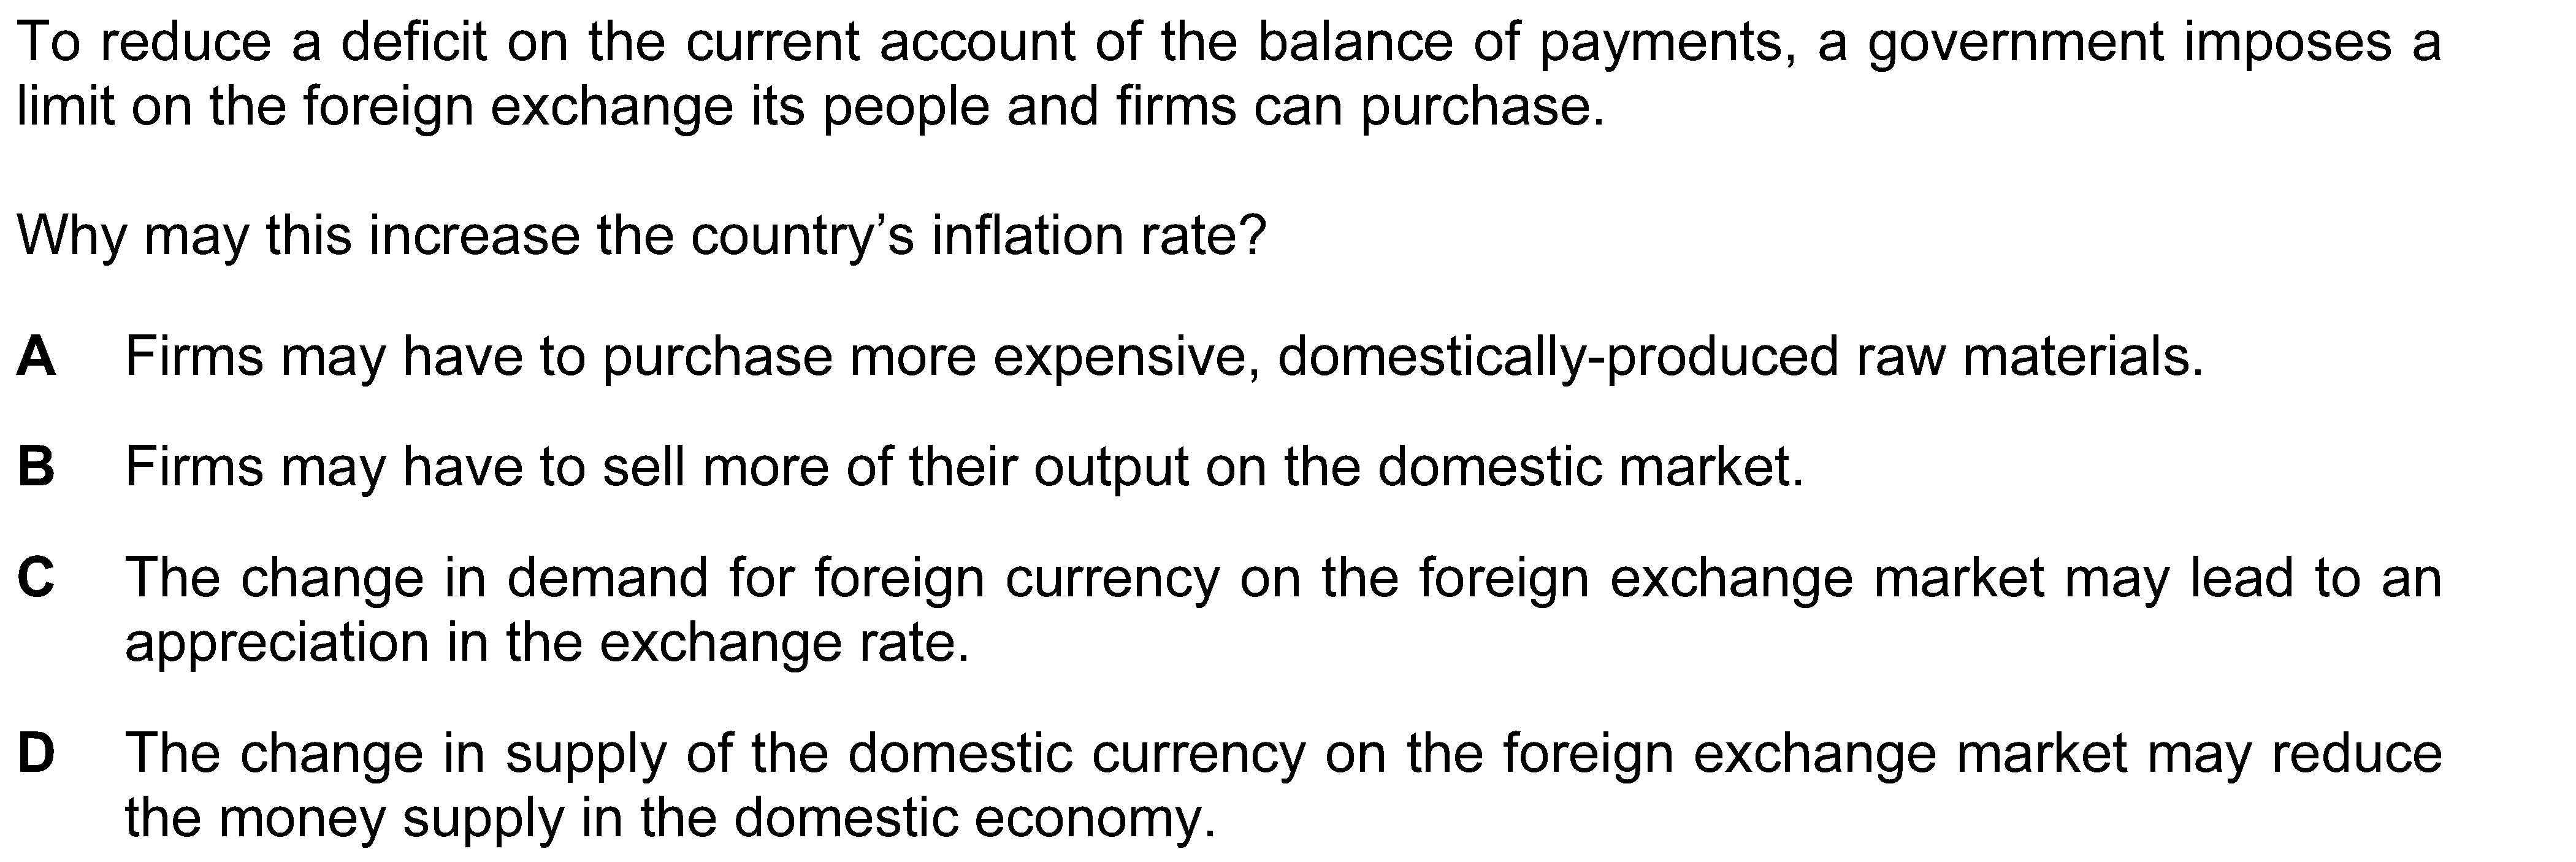 To reduce a deficit on the current account of the balance of payments, a government imposes a
limit on the foreign exchange its people and firms can purchase.
Why may this increase the country’s inflation rate?
A Firms may have to purchase more expensive, domestically-produced raw materials.
B Firms may have to sell more of their output on the domestic market.
C The change in demand for foreign currency on the foreign exchange market may lead to an
appreciation in the exchange rate.
D The change in supply of the domestic currency on the foreign exchange market may reduce
the money supply in the domestic economy.